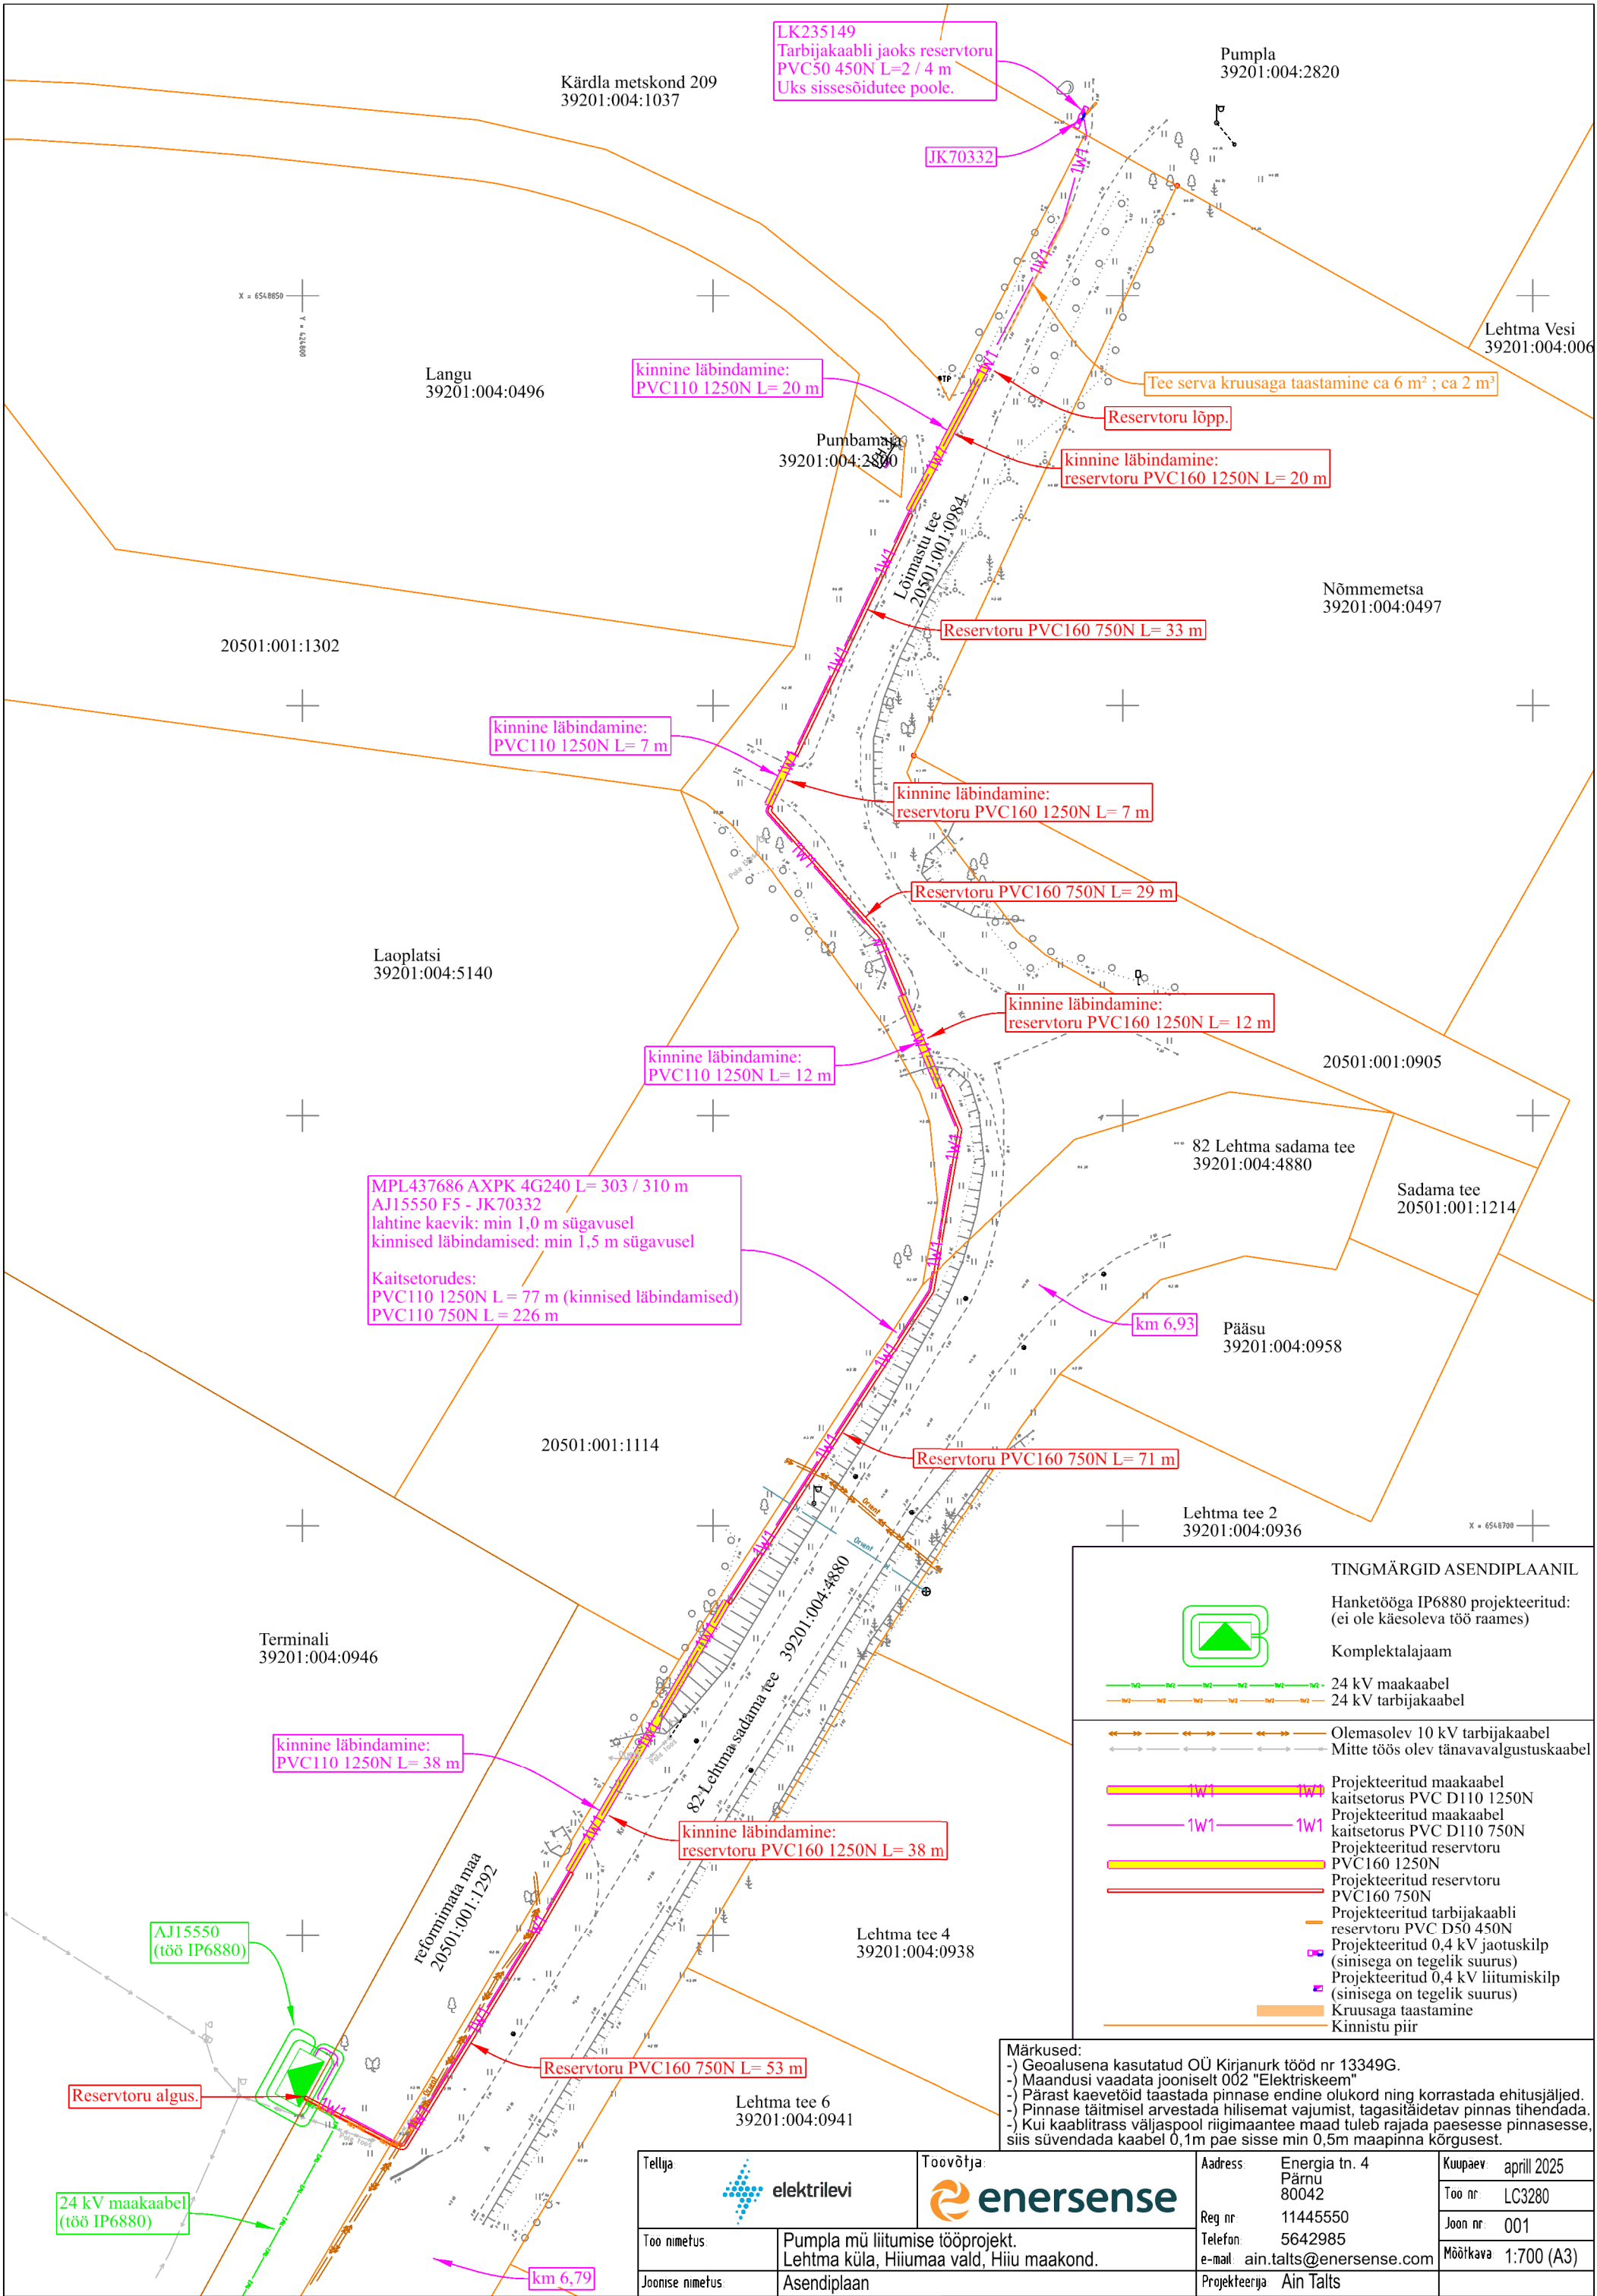 LK235149
Tarbijakaabli jaoks reservtoru
PVC50 450N L=2 / 4 m
Uks sissesõidutee poole.
Pumpla
39201:004:2820
Kärdla metskond 209
39201:004:1037
JK70332
1W1
1W1
X = 6548850
Y = 424800
Lehtma Vesi
39201:004:006
Langu
39201:004:0496
kinnine läbindamine:
PVC110 1250N L= 20 m
TP
Tee serva kruusaga taastamine ca 6 m² ; ca 2 m³
Reservtoru lõpp.
Pumbamaja
kinnine läbindamine:
reservtoru PVC160 1250N L= 20 m
Lõimastu tee
20501:001:0984
Nõmmemetsa
39201:004:0497
Reservtoru PVC160 750N L= 33 m
20501:001:1302
kinnine läbindamine:
PVC110 1250N L= 7 m
kinnine läbindamine:
reservtoru PVC160 1250N L= 7 m
Reservtoru PVC160 750N L= 29 m
Laoplatsi
39201:004:5140
kinnine läbindamine:
reservtoru PVC160 1250N L= 12 m
kinnine läbindamine:
PVC110 1250N L= 12 m
20501:001:0905
82 Lehtma sadama tee
39201:004:4880
Sadama tee
20501:001:1214
MPL437686 AXPK 4G240 L= 303 / 310 m
AJ15550 F5 - JK70332
lahtine kaevik: min 1,0 m sügavusel
kinnised läbindamised: min 1,5 m sügavusel
Kaitsetorudes:
PVC110 1250N L = 77 m (kinnised läbindamised)
PVC110 750N L = 226 m
km 6,93
Pääsu
39201:004:0958
20501:001:1114
Reservtoru PVC160 750N L= 71 m
Orient
Orient
Lehtma tee 2
39201:004:0936
X = 6548700
82 Lehtma sadama tee 39201:004:4880
Terminali
39201:004:0946
kinnine läbindamine:
PVC110 1250N L= 38 m
kinnine läbindamine:
reservtoru PVC160 1250N L= 38 m
reformimata maa
20501:001:1292
AJ15550
(töö IP6880)
Lehtma tee 4
39201:004:0938
Reservtoru PVC160 750N L= 53 m
Reservtoru algus.
Lehtma tee 6
39201:004:0941
24 kV maakaabel
(töö IP6880)
km 6,79
TINGMÄRGID ASENDIPLAANIL
Hanketööga IP6880 projekteeritud:
(ei ole käesoleva töö raames)
Komplektalajaam
24 kV maakaabel
24 kV tarbijakaabel
Olemasolev 10 kV tarbijakaabel
Mitte töös olev tänavavalgustuskaabel
1W1 1W1 Projekteeritud maakaabel
kaitsetorus PVC D110 1250N
1W1 1W1 Projekteeritud maakaabel
kaitsetorus PVC D110 750N
Projekteeritud reservtoru
PVC160 1250N
Projekteeritud reservtoru
PVC160 750N
Projekteeritud tarbijakaabli
reservtoru PVC D50 450N
Projekteeritud 0,4 kV jaotuskilp
(sinisega on tegelik suurus)
Projekteeritud 0,4 kV liitumiskilp
(sinisega on tegelik suurus)
Kruusaga taastamine
Kinnistu piir
Märkused:
-) Geoalusena kasutatud OÜ Kirjanurk tööd nr 13349G.
-) Maandusi vaadata jooniselt 002 "Elektriskeem"
-) Pärast kaevetöid taastada pinnase endine olukord ning korrastada ehitusjäljed.
-) Pinnase täitmisel arvestada hilisemat vajumist, tagasitäidetav pinnas tihendada.
-) Kui kaablitrass väljaspool riigimaantee maad tuleb rajada paesesse pinnasesse,
siis süvendada kaabel 0,1m pae sisse min 0,5m maapinna kõrgusest.
Tellija:
elektrilevi
Töövõtja:
enersense
Aadress: Energia tn. 4
Pärnu
80042
Reg nr: 11445550
Telefon: 5642985
e-mail: ain.talts@enersense.com
Projekteerija: Ain Talts
Kuupäev: aprill 2025
Töö nr: LC3280
Joon nr: 001
Mõõtkava: 1:700 (A3)
Töö nimetus: Pumpla mü liitumise tööprojekt.
Lehtma küla, Hiiumaa vald, Hiiu maakond.
Joonise nimetus: Asendiplaan